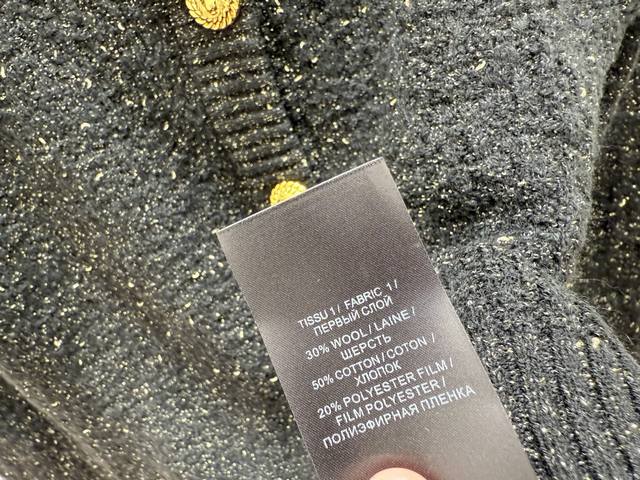 TISSU 1 / FABRIC 1 /
ПЕРВЫЙ СЛОЙ
30% WOOL / LAINE /
ШЕРСТЬ
50% COTTON / COTON /
ХЛОПОК
20% POLYESTER FILM /
FILM POLYESTER /
ПОЛИЭФИРНАЯ ПЛЕНКА